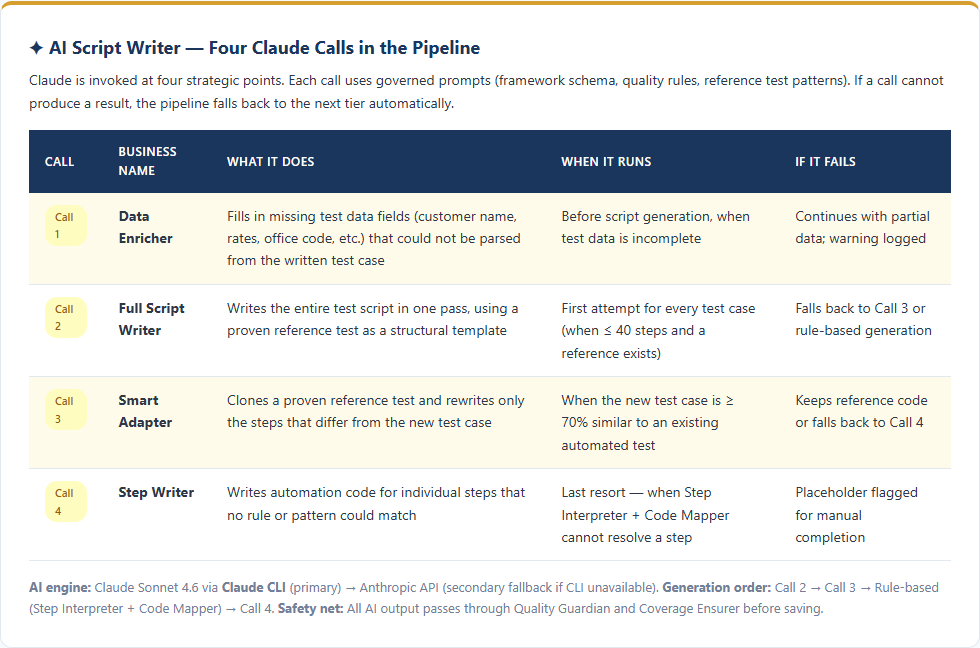 ✦ AI Script Writer — Four Claude Calls in the Pipeline
Claude is invoked at four strategic points. Each call uses governed prompts (framework schema, quality rules, reference test patterns). If a call cannot
produce a result, the pipeline falls back to the next tier automatically.
CALL
BUSINESS
NAME
WHAT IT DOES
WHEN IT RUNS
IF IT FAILS
Call
1
Data
Enricher
Fills in missing test data fields (customer name,
rates, office code, etc.) that could not be parsed
from the written test case
Before script generation, when
test data is incomplete
Continues with partial
data; warning logged
Call
2
Full Script
Writer
Writes the entire test script in one pass, using a
proven reference test as a structural template
First attempt for every test case
(when ≤ 40 steps and a
reference exists)
Falls back to Call 3 or
rule-based generation
Call
3
Smart
Adapter
Clones a proven reference test and rewrites only
the steps that differ from the new test case
When the new test case is ≥
70% similar to an existing
automated test
Keeps reference code
or falls back to Call 4
Call
4
Step Writer
Writes automation code for individual steps that
no rule or pattern could match
Last resort — when Step
Interpreter + Code Mapper
cannot resolve a step
Placeholder flagged
for manual
completion
AI engine: Claude Sonnet 4.6 via Claude CLI (primary) → Anthropic API (secondary fallback if CLI unavailable). Generation order: Call 2 → Call 3 → Rule-based
(Step Interpreter + Code Mapper) → Call 4. Safety net: All AI output passes through Quality Guardian and Coverage Ensurer before saving.